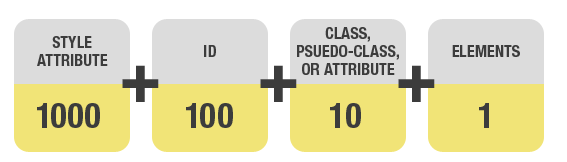 STYLE
ATTRIBUTE
1000
+
ID
100
+
CLASS,
PSUEDO-CLASS,
OR ATTRIBUTE
10
+
ELEMENTS
1